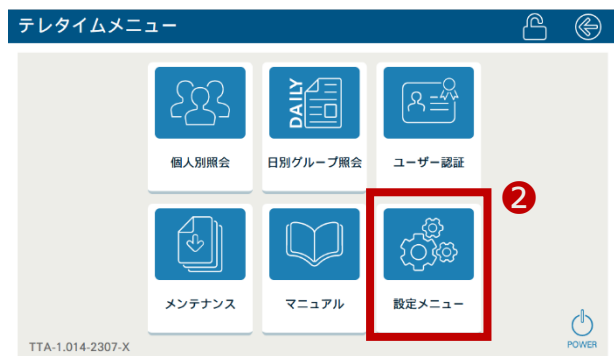 テレタイムメニュー
DAILY
個人別照会
日別グループ照会
ユーザー認証
2
メンテナンス
マニュアル
設定メニュー
TTA-1.014-2307-X
POWER